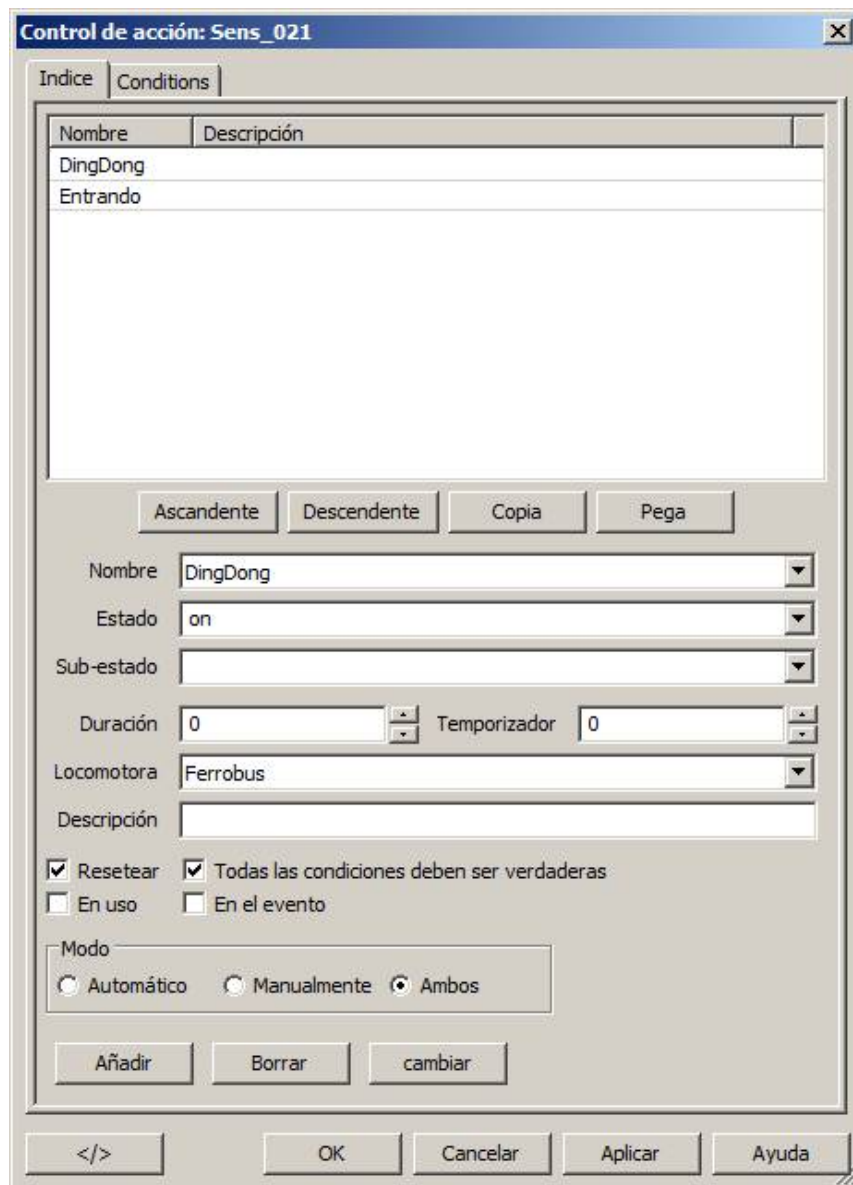 Control de acción: Sens_021
Indice Conditions
Nombre Descripción
DingDong
Entrando
Ascandente Descendente Copia Pega
Nombre DingDong
Estado on
Sub-estado
Duración 0 Temporizador 0
Locomotora Ferrobus
Descripción
Resetear Todas las condiciones deben ser verdaderas
En uso En el evento
Modo
Automático Manualmente Ambos
Añadir Borrar cambiar
</> OK Cancelar Aplicar Ayuda